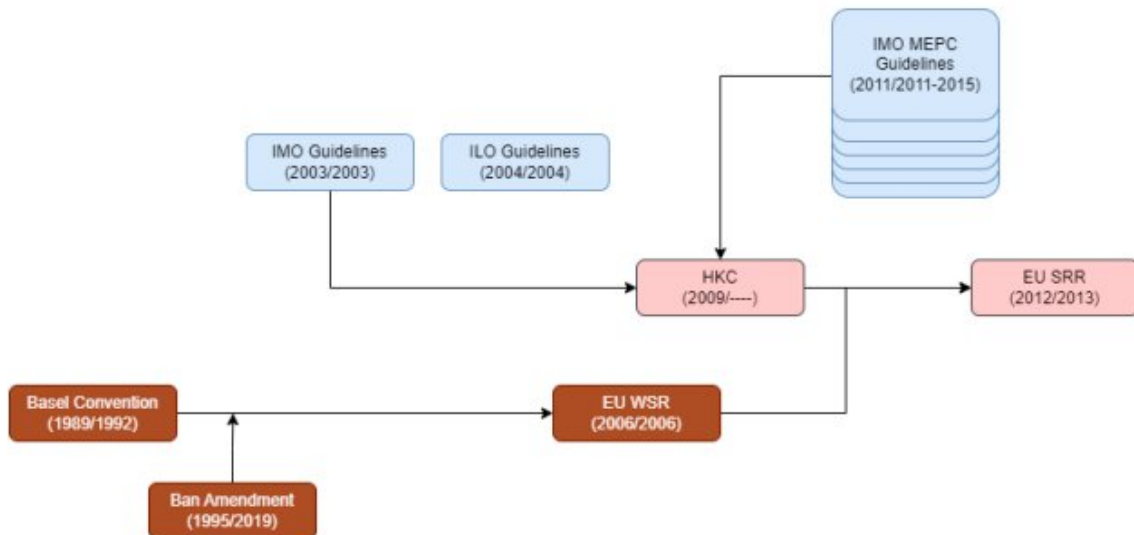 IMO MEPC
Guidelines
(2011/2011-2015)
IMO Guidelines
(2003/2003)
ILO Guidelines
(2004/2004)
HKC
(2009/----)
EU SRR
(2012/2013)
Basel Convention
(1989/1992)
EU WSR
(2006/2006)
Ban Amendment
(1995/2019)